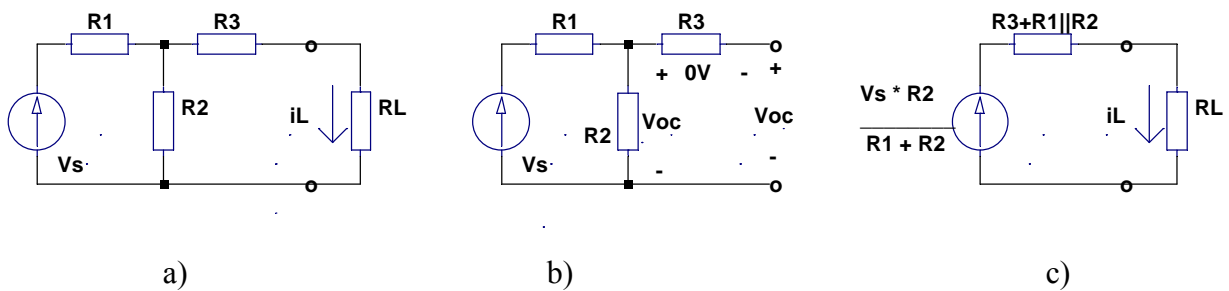 R1
R3
R2
iL
RL
Vs
a)
R1
R3
+ 0V - +
R2
Voc
Voc
Vs
-
-
b)
R3+R1||R2
Vs * R2
R1 + R2
iL
RL
c)